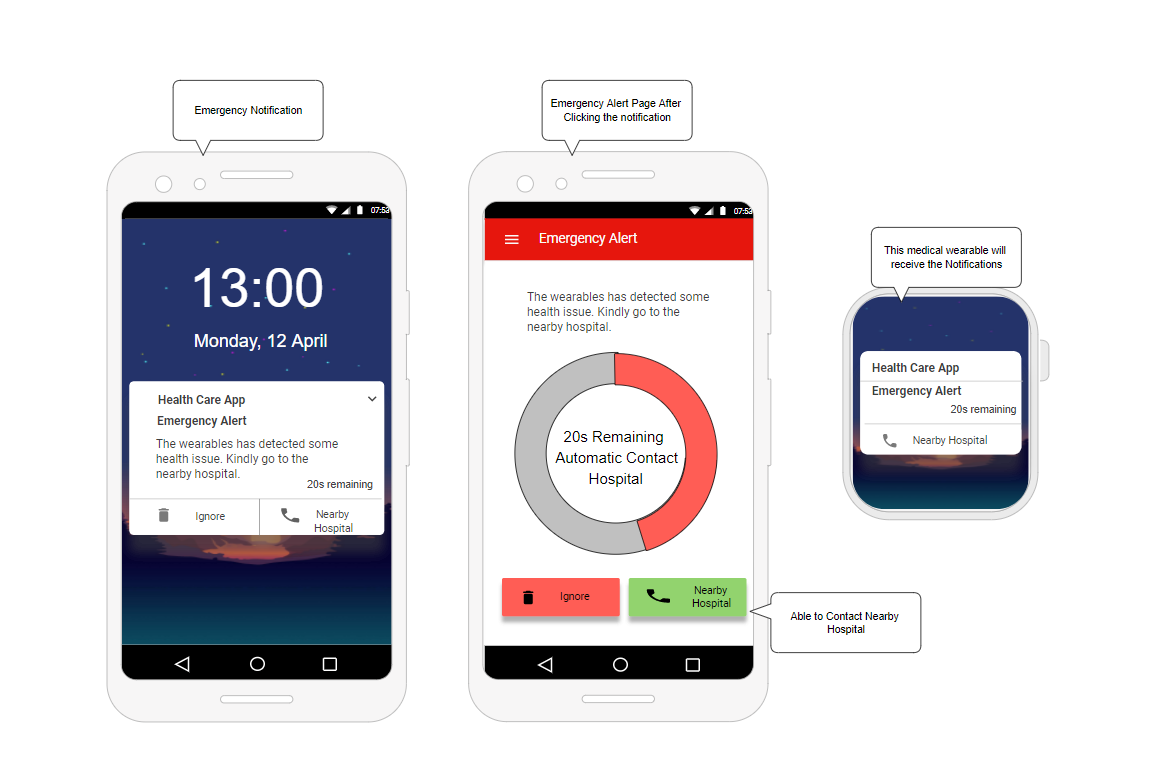 Emergency Notification
07:53
13:00
Monday, 12 April
Health Care App
Emergency Alert
The wearables has detected some
health issue. Kindly go to the
nearby hospital.
20s remaining
Ignore
Nearby
Hospital
Emergency Alert Page After
Clicking the notification
07:53
Emergency Alert
The wearables has detected some
health issue. Kindly go to the
nearby hospital.
20s Remaining
Automatic Contact
Hospital
Ignore
Nearby
Hospital
Able to Contact Nearby
Hospital
This medical wearable will
receive the Notifications
Health Care App
Emergency Alert
20s remaining
Nearby Hospital